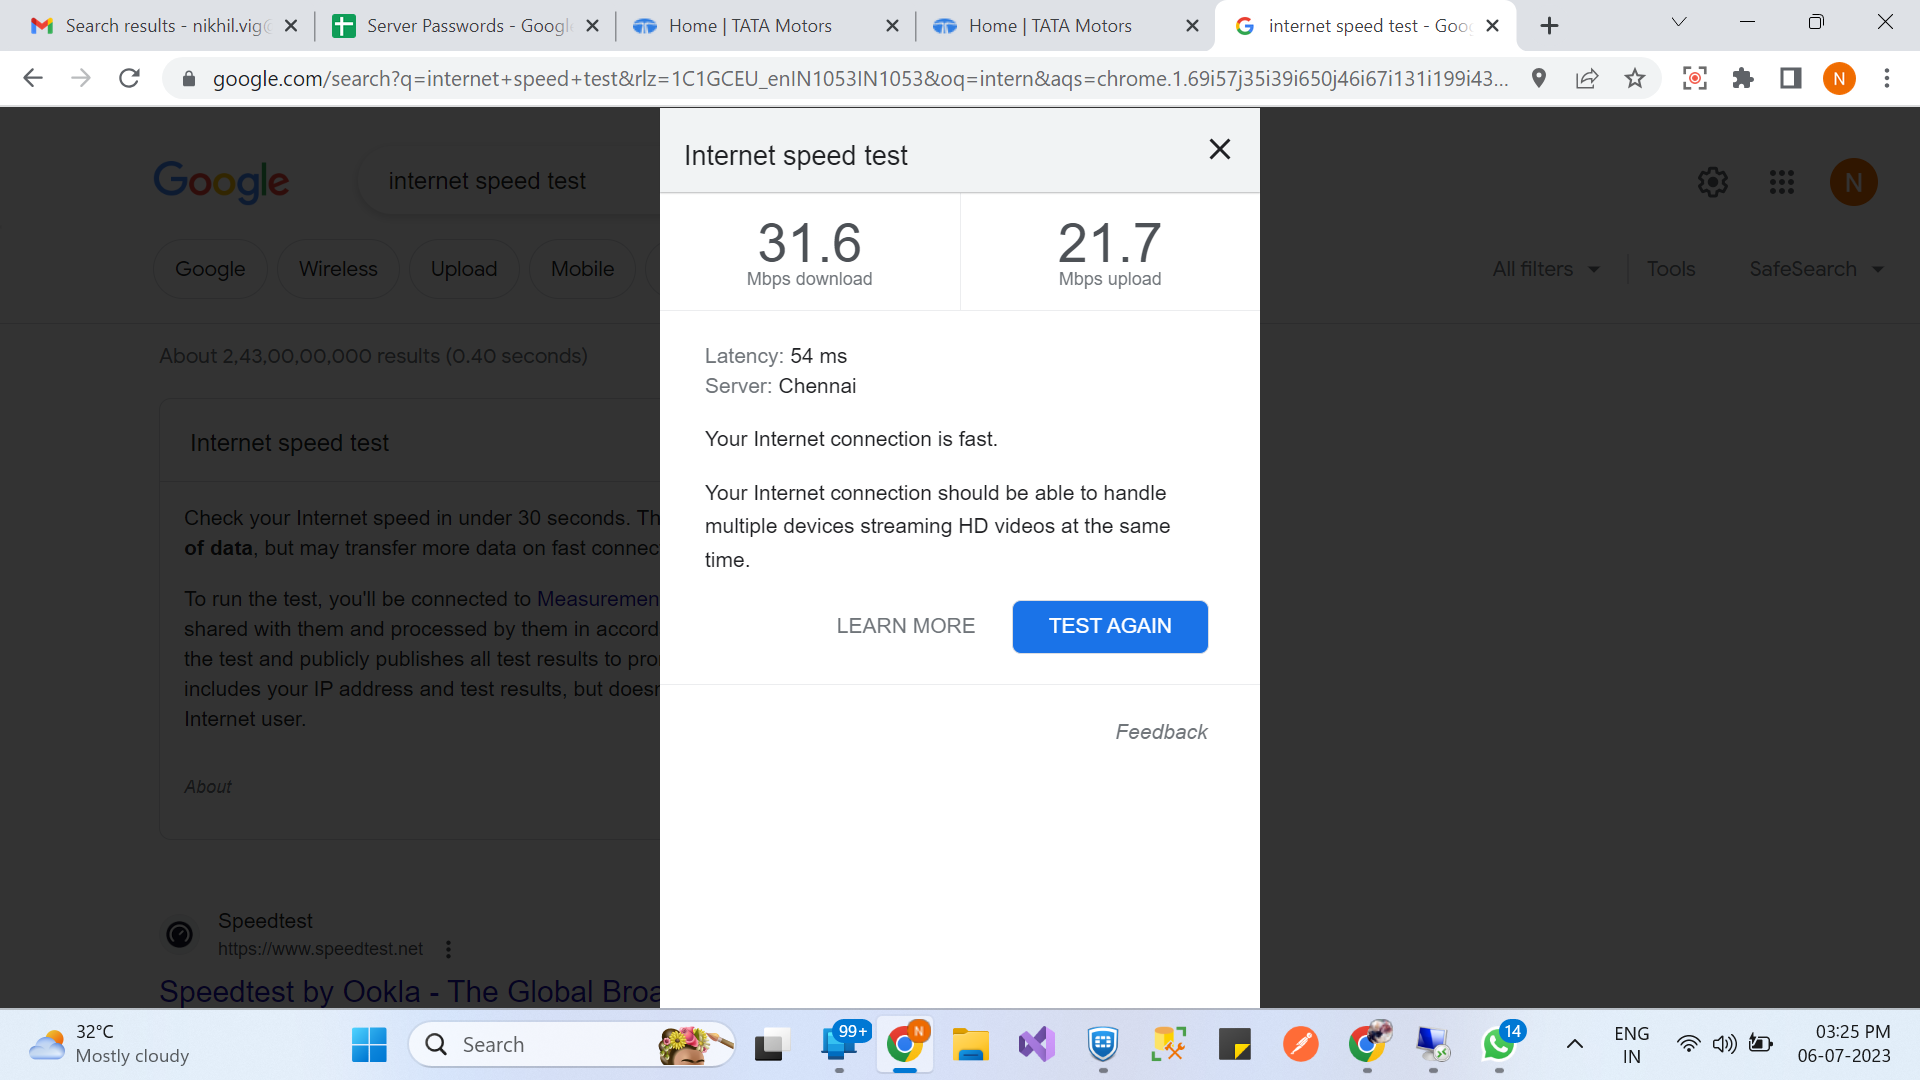 Search results - nikhil.vig@
Server Passwords - Google
Home | TATA Motors
Home | TATA Motors
internet speed test - Goog
google.com/search?q=internet+speed+test&rlz=1C1GCEU_enIN1053IN1053&oq=intern&aqs=chrome.1.69i57j35i39i650j46i67i131i199i43...
N
Internet speed test
Google
internet speed test
N
31.6
Mbps download
21.7
Mbps upload
Google
Wireless
Upload
Mobile
All filters
Tools
SafeSearch
About 2,43,00,00,000 results (0.40 seconds)
Latency: 54 ms
Server: Chennai
Your Internet connection is fast.
Your Internet connection should be able to handle
multiple devices streaming HD videos at the same
time.
LEARN MORE
TEST AGAIN
Feedback
Internet speed test
Check your Internet speed in under 30 seconds. Th
of data, but may transfer more data on fast connec
To run the test, you'll be connected to Measuremen
shared with them and processed by them in accord
the test and publicly publishes all test results to pro
includes your IP address and test results, but doesn
Internet user.
About
Speedtest
https://www.speedtest.net
Speedtest by Ookla - The Global Broa
32°C
Mostly cloudy
Search
99+
N
14
ENG
IN
03:25 PM
06-07-2023